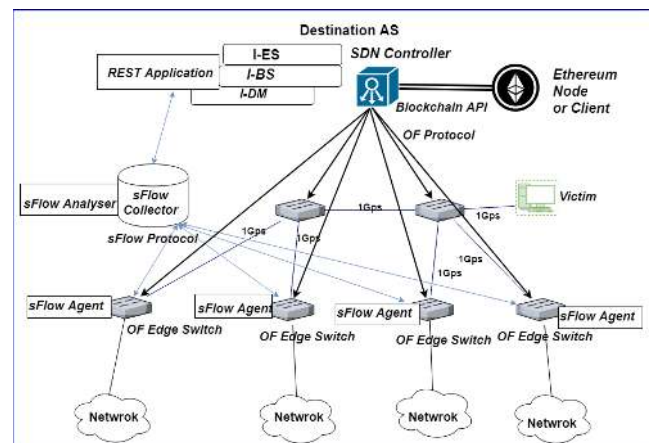 Destination AS
I-ES
SDN Controller
REST Application
I-BS
I-DM
Blockchain API
Ethereum
Node
or Client
OF Protocol
sFlow Analyser
sFlow
Collector
sFlow Protocol
Victim
1Gps
1Gps
1Gps
1Gps
1Gps
1Gps
sFlow Agent
sFlow Agent
sFlow Agent
sFlow Agent
OF Edge Switch
OF Edge Switch
OF Edge Switch
OF Edge Switch
Netwrok
Netwrok
Netwrok
Netwrok